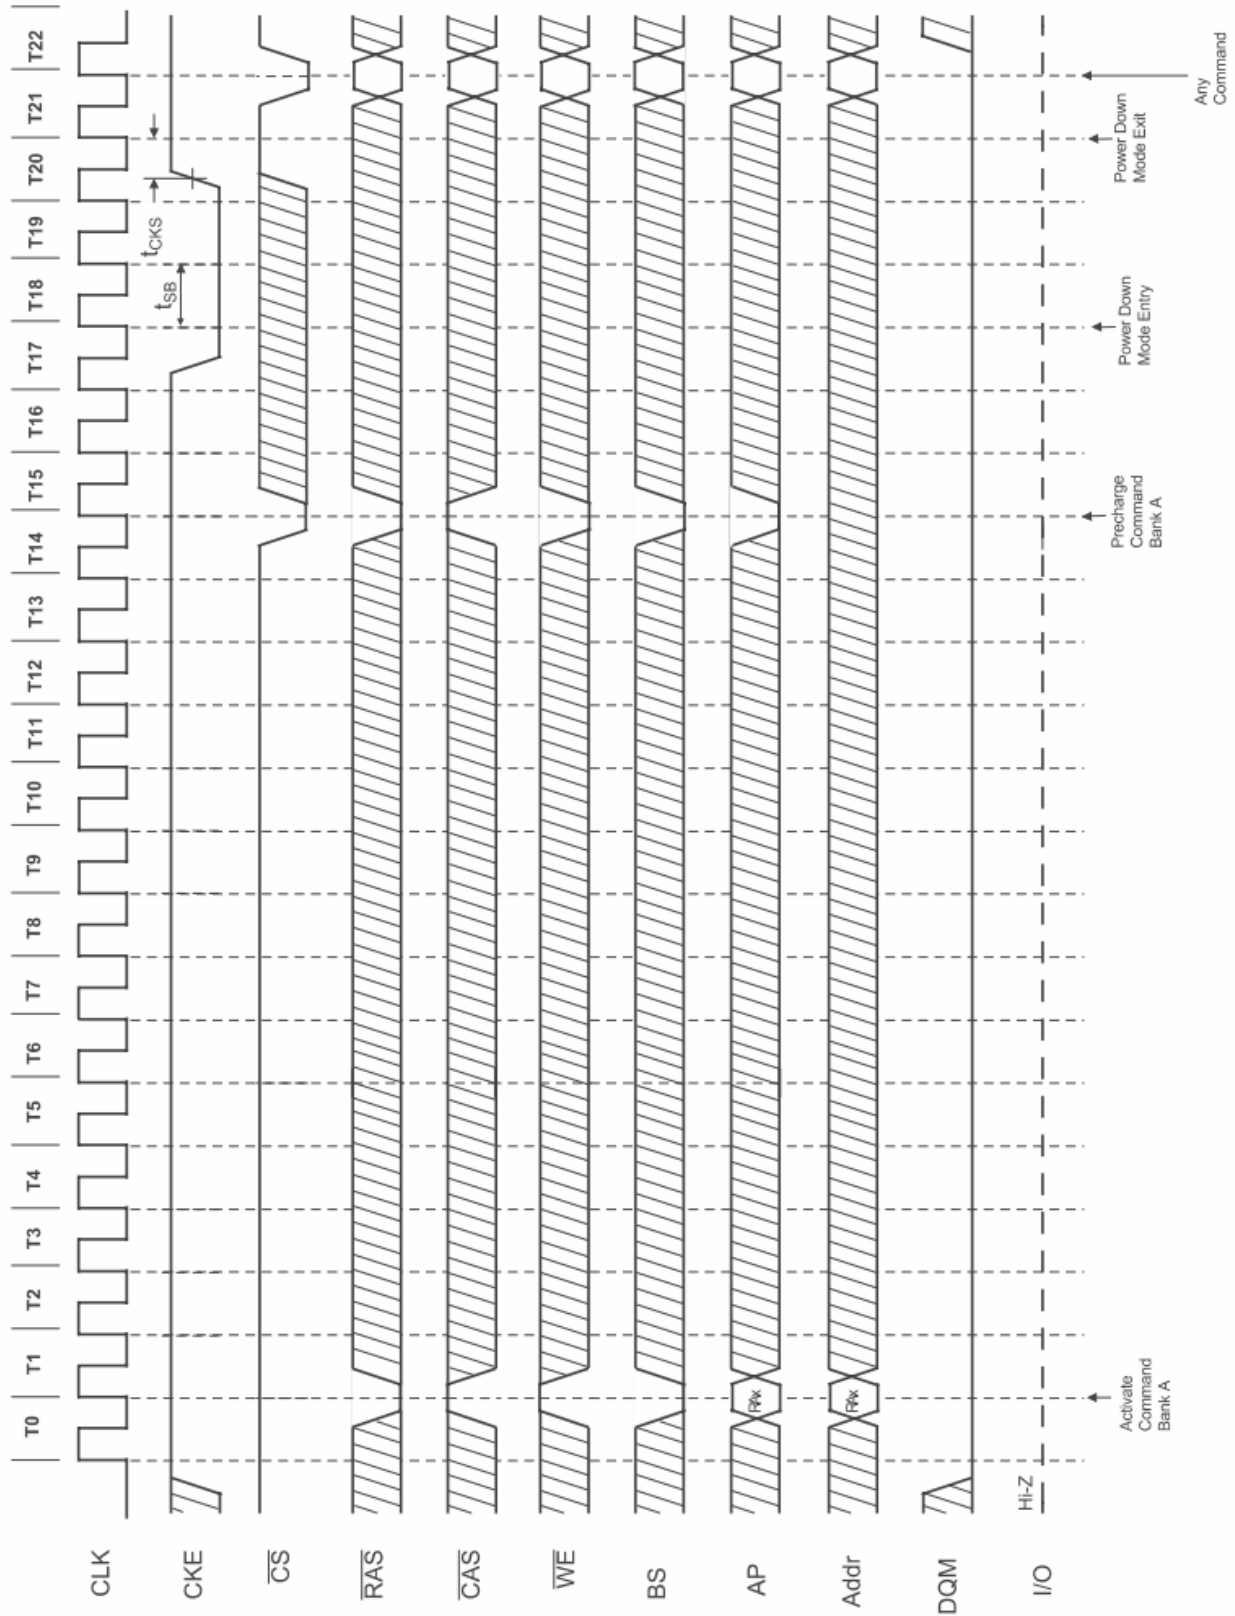 T0 T1 T2 T3 T4 T5 T6 T7 T8 T9 T10 T11 T12 T13 T14 T15 T16 T17 T18 T19 T20 T21 T22
CLK
CKE
tSB
tCKS
CS
RAS
CAS
WE
BS
AP
RAx
Addr
RAx
DQM
I/O
Hi-Z
Activate
Command
Bank A
Precharge
Command
Bank A
Power Down
Mode Entry
Power Down
Mode Exit
Any
Command